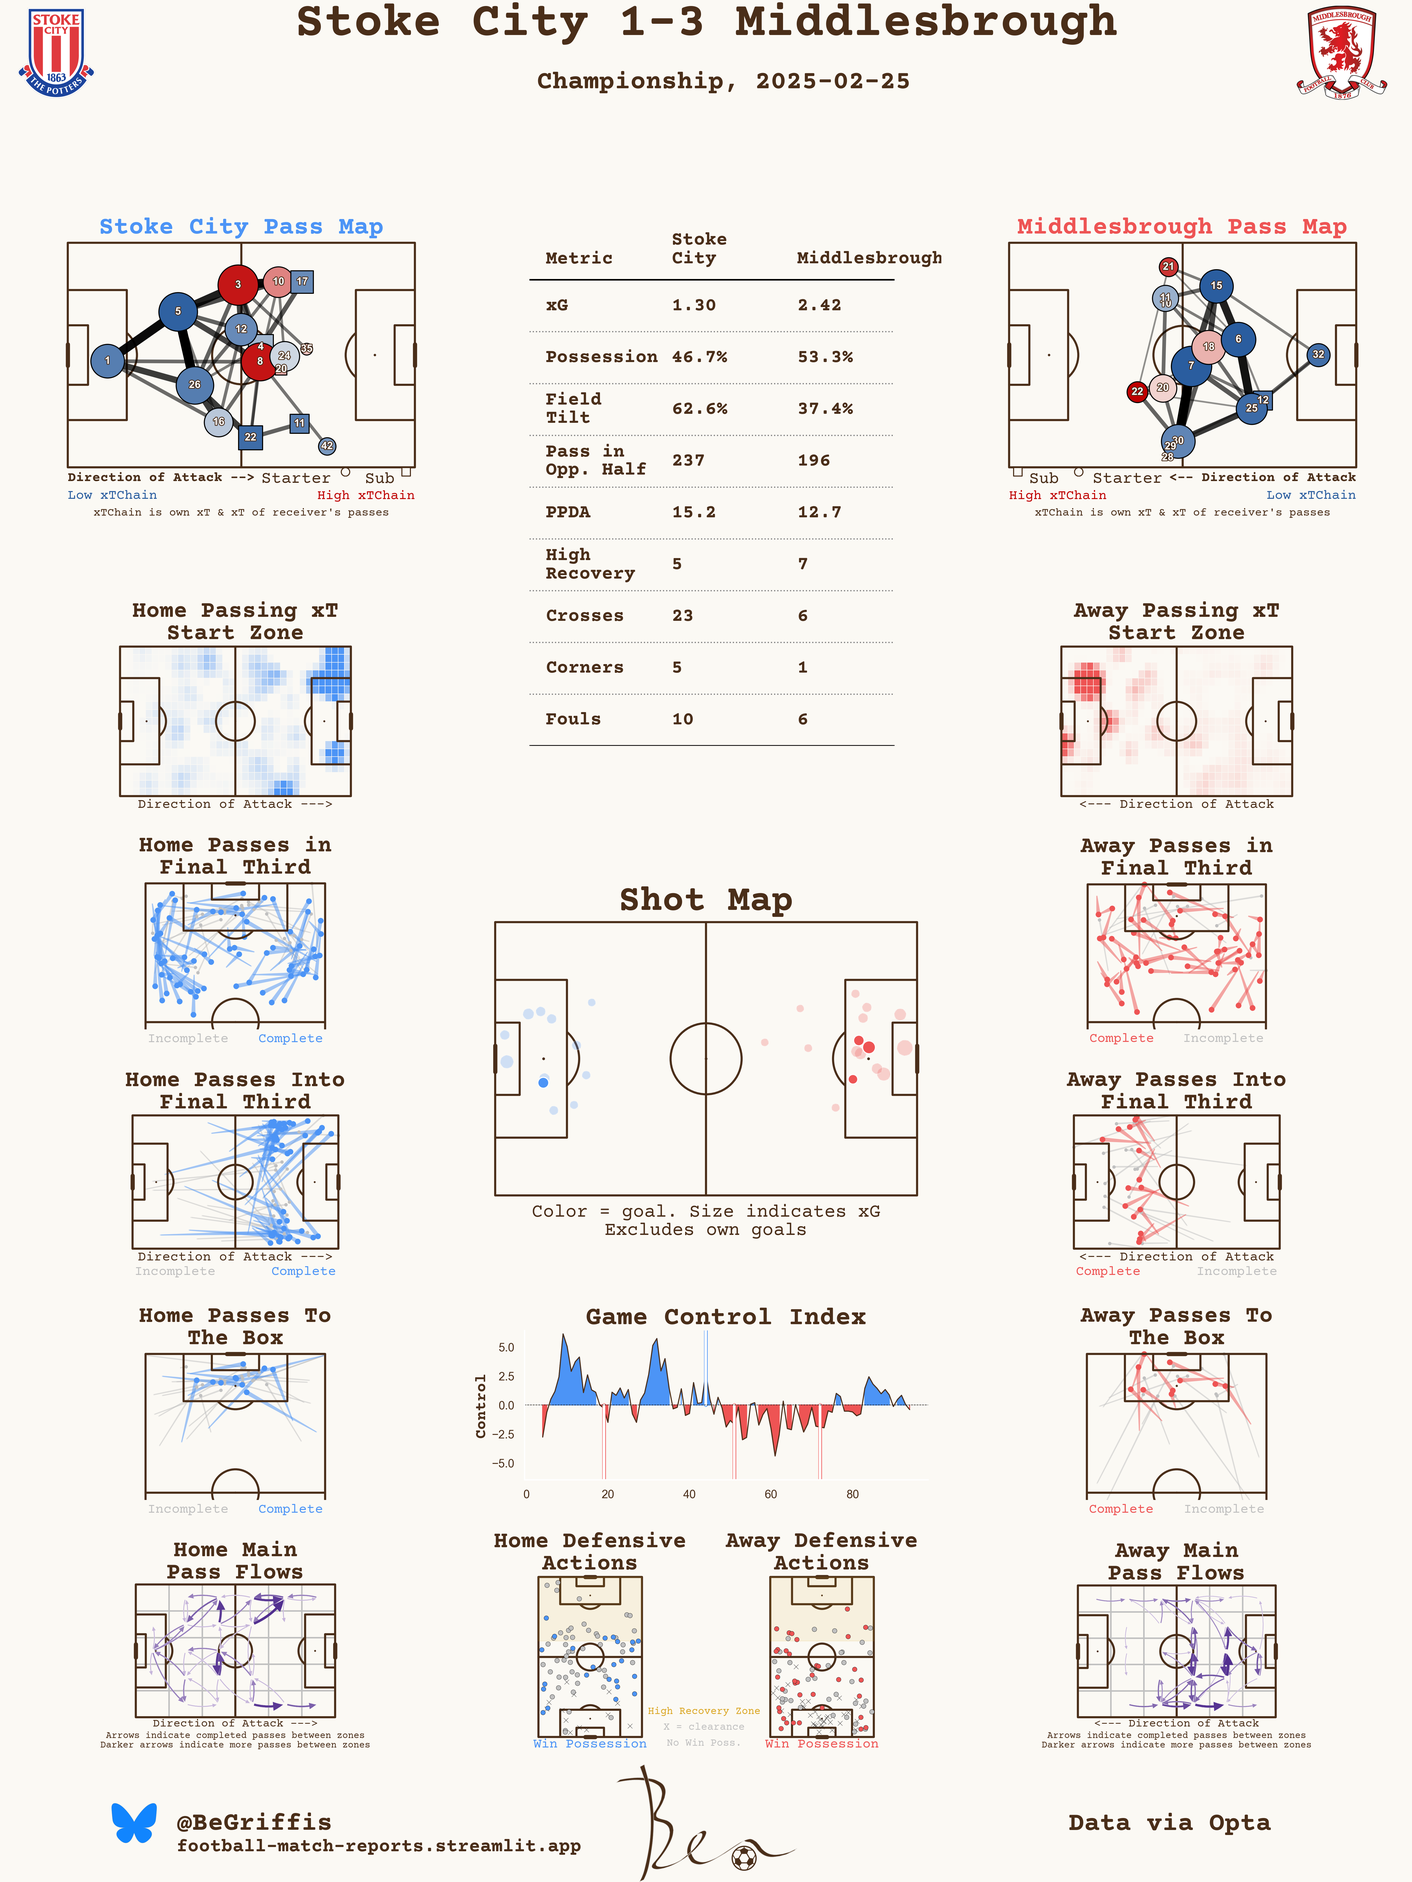 Stoke City 1-3 Middlesbrough
Championship, 2025-02-25
STOKE
CITY
1863
THE POTTERS
MIDDLESBROUGH
FOOTBALL CLUB
1876
Stoke City Pass Map
3
10
17
5
12
4
35
1
8
24
20
26
16
22
11
42
Direction of Attack --> Starter Sub
Low xTChain High xTChain
xTChain is own xT & xT of receiver's passes
Metric Stoke City Middlesbrough
xG 1.30 2.42
Possession 46.7% 53.3%
Field Tilt 62.6% 37.4%
Pass in Opp. Half 237 196
PPDA 15.2 12.7
High Recovery 5 7
Crosses 23 6
Corners 5 1
Fouls 10 6
Middlesbrough Pass Map
21
15
11
10
6
18
32
7
20
22
12
25
30
29
28
Sub Starter <-- Direction of Attack
High xTChain Low xTChain
xTChain is own xT & xT of receiver's passes
Home Passing xT
Start Zone
Direction of Attack --->
Away Passing xT
Start Zone
<--- Direction of Attack
Home Passes in
Final Third
Incomplete Complete
Shot Map
Color = goal. Size indicates xG
Excludes own goals
Away Passes in
Final Third
Complete Incomplete
Home Passes Into
Final Third
Direction of Attack --->
Incomplete Complete
Away Passes Into
Final Third
<--- Direction of Attack
Complete Incomplete
Home Passes To
The Box
Incomplete Complete
Game Control Index
Control
5.0
2.5
0.0
−2.5
−5.0
0 20 40 60 80
Away Passes To
The Box
Complete Incomplete
Home Main
Pass Flows
Direction of Attack --->
Arrows indicate completed passes between zones
Darker arrows indicate more passes between zones
Home Defensive
Actions
Win Possession
Away Defensive
Actions
Win Possession
High Recovery Zone
X = clearance
No Win Poss.
Away Main
Pass Flows
<--- Direction of Attack
Arrows indicate completed passes between zones
Darker arrows indicate more passes between zones
@BeGriffis
football-match-reports.streamlit.app
Ben
Data via Opta